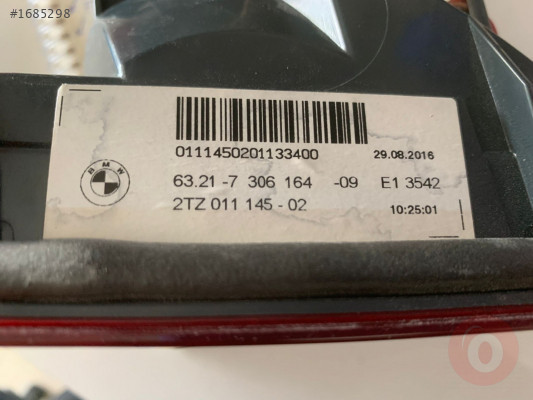 #1685298
0111450201133400 29.08.2016
BMW
63.21-7 306 164 -09 E1 3542
2TZ 011 145-02 10:25:01